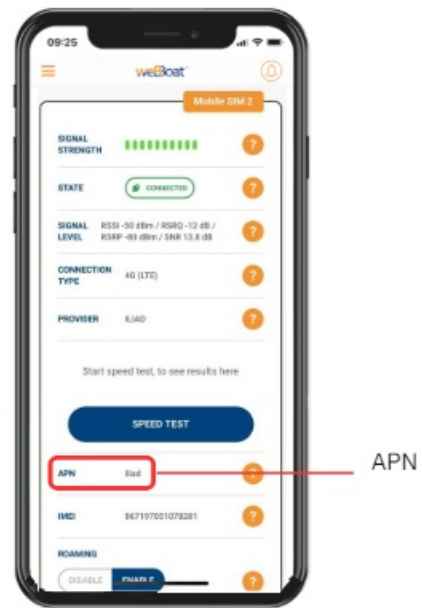 09:25
weBBoat
Mobile SIM 2
SIGNAL STRENGTH
?
STATE
CONNECTED
?
SIGNAL LEVEL
RSSI -50 dBm / RSRQ -12 dB /
RSRP -80 dBm / SNR 13.8 dB
?
CONNECTION TYPE
4G (LTE)
?
PROVIDER
ILIAD
?
Start speed test, to see results here
SPEED TEST
APN
Iliad
?
APN
IMEI
867197051078281
?
ROAMING
DISABLE
ENABLE
?